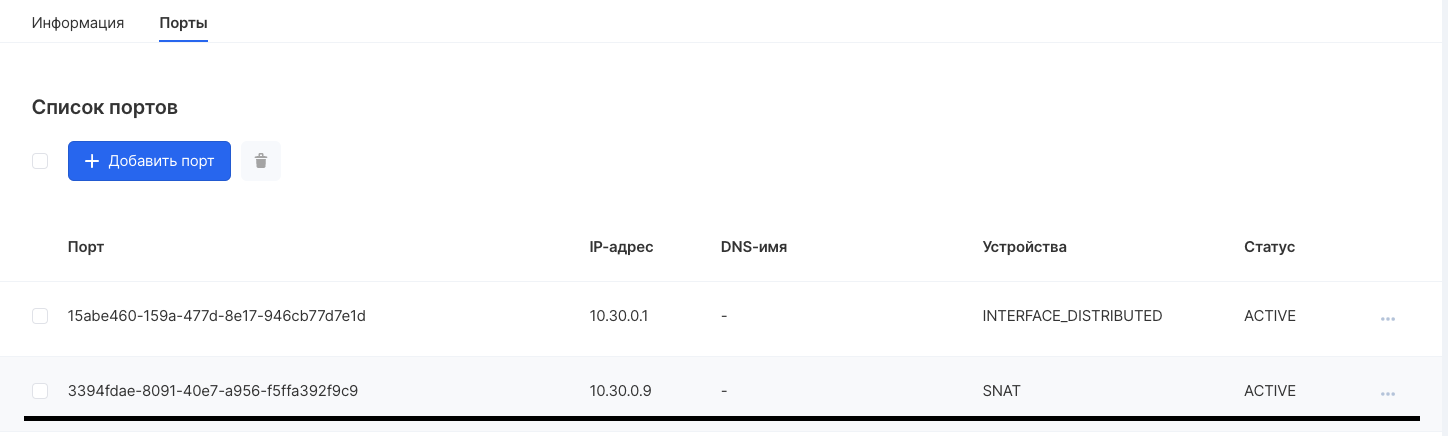 Информация Порты
Список портов
Добавить порт
Порт IP-адрес DNS-имя Устройства Статус
15abe460-159a-477d-8e17-946cb77d7e1d 10.30.0.1 - INTERFACE_DISTRIBUTED ACTIVE
3394fdae-8091-40e7-a956-f5ffa392f9c9 10.30.0.9 - SNAT ACTIVE